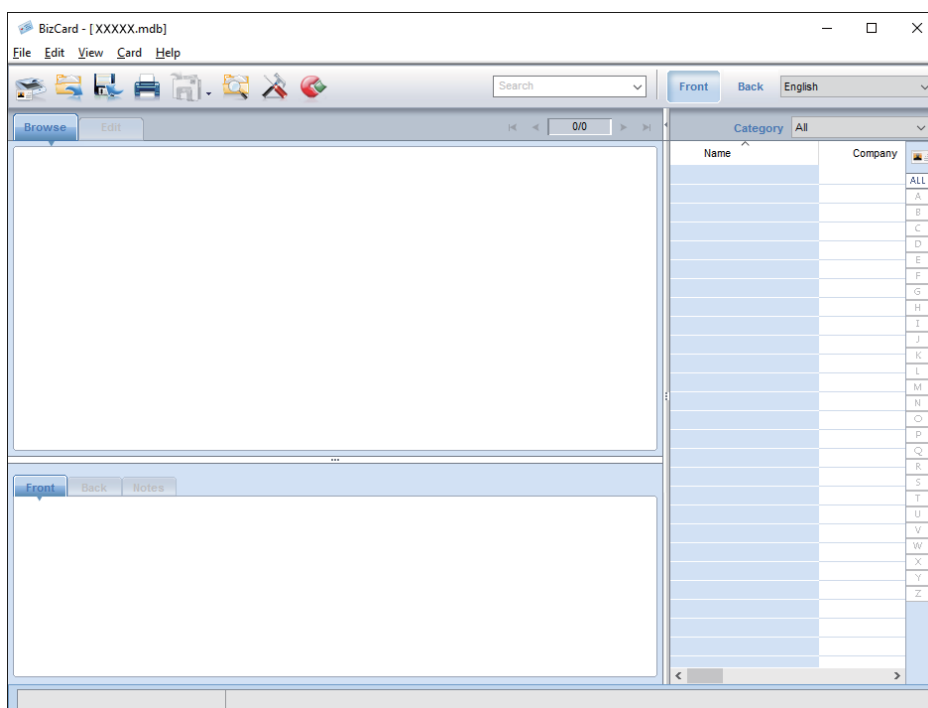 BizCard - [XXXXX.mdb]
File Edit View Card Help
Search Front Back English
Browse Edit 0/0 Category All
Name Company
ALL
A
B
C
D
E
F
G
H
I
J
K
L
M
N
O
P
Q
R
S
T
U
V
W
X
Y
Z
Front Back Notes